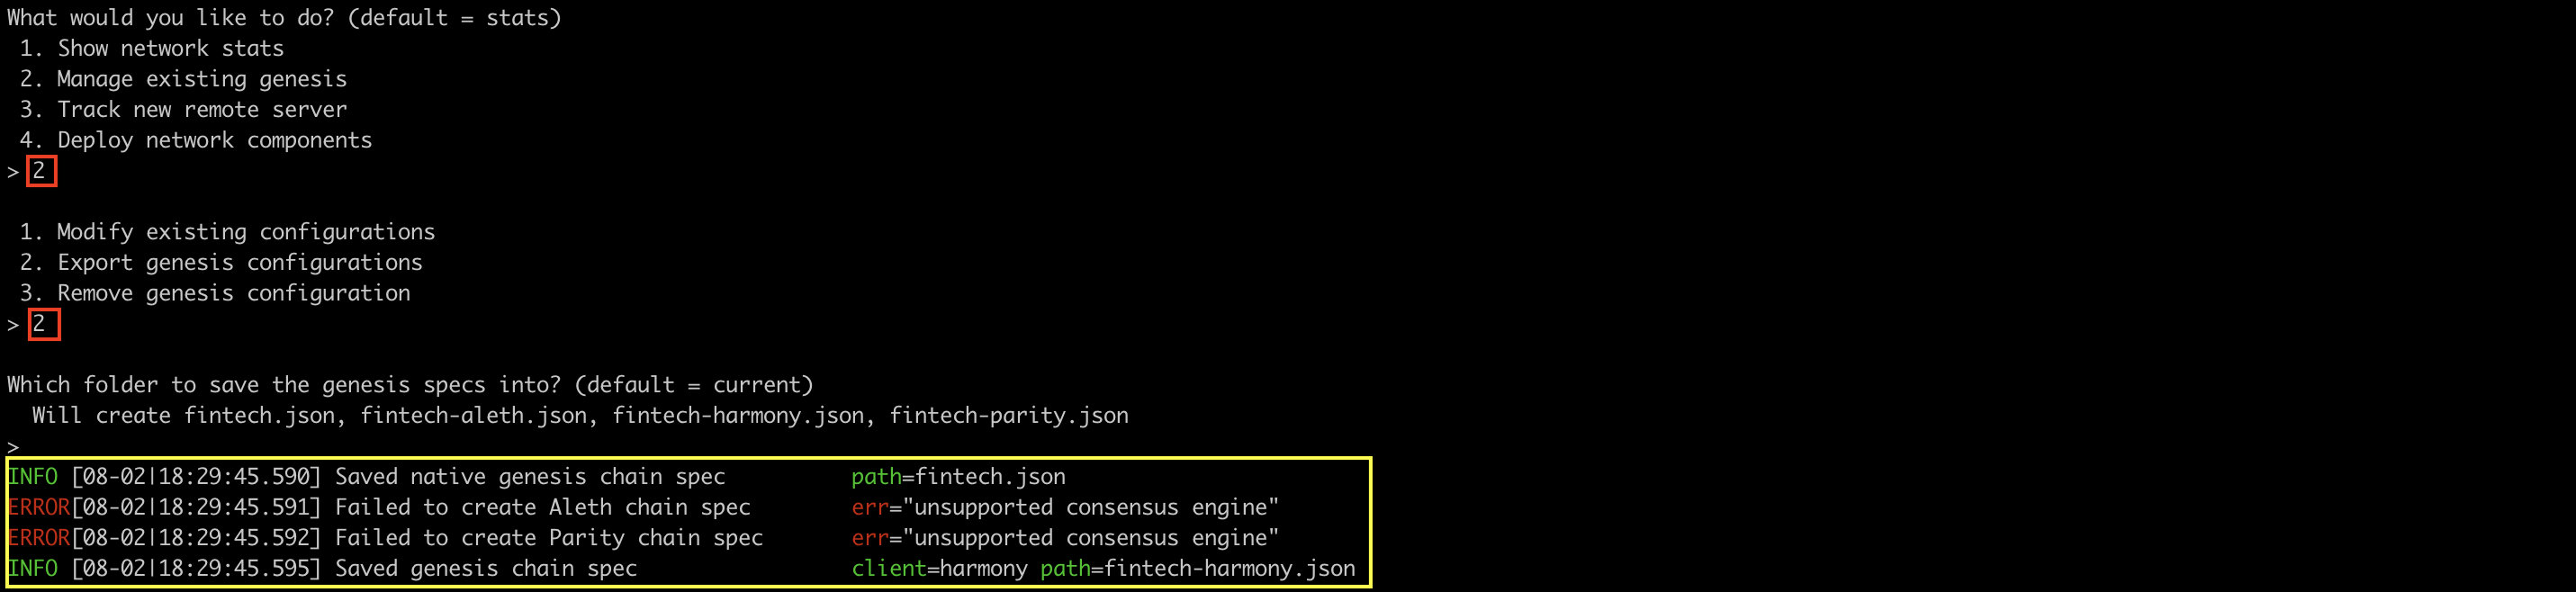 What would you like to do? (default = stats)
1. Show network stats
2. Manage existing genesis
3. Track new remote server
4. Deploy network components
> 2
1. Modify existing configurations
2. Export genesis configurations
3. Remove genesis configuration
> 2
Which folder to save the genesis specs into? (default = current)
Will create fintech.json, fintech-aleth.json, fintech-harmony.json, fintech-parity.json
>
INFO [08-02|18:29:45.590] Saved native genesis chain spec path=fintech.json
ERROR[08-02|18:29:45.591] Failed to create Aleth chain spec err="unsupported consensus engine"
ERROR[08-02|18:29:45.592] Failed to create Parity chain spec err="unsupported consensus engine"
INFO [08-02|18:29:45.595] Saved genesis chain spec client=harmony path=fintech-harmony.json